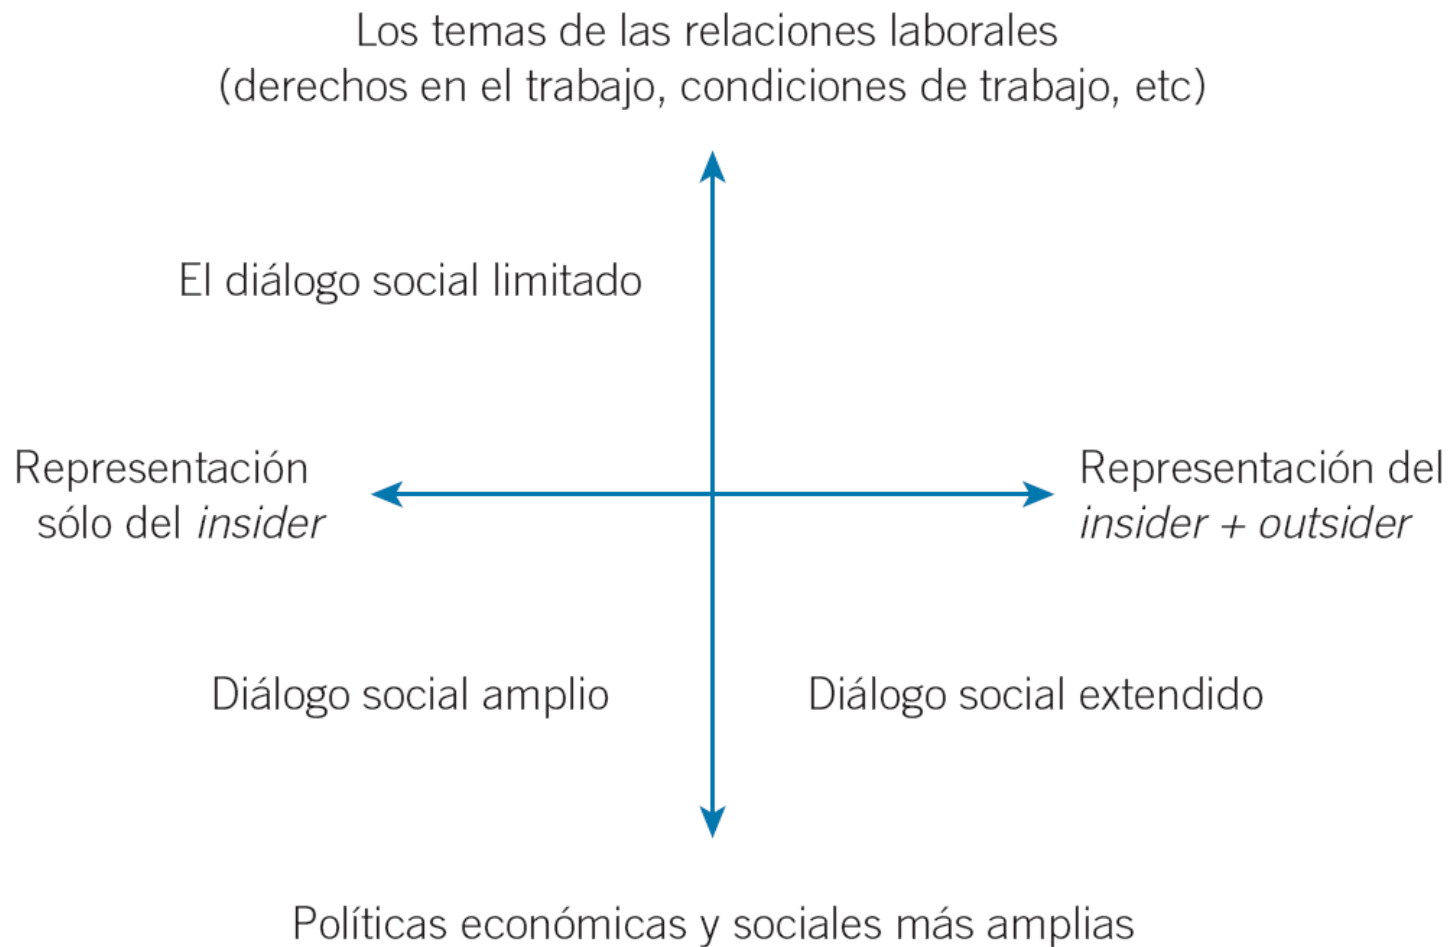 Los temas de las relaciones laborales
(derechos en el trabajo, condiciones de trabajo, etc)
El diálogo social limitado
Representación
sólo del insider
Representación del
insider + outsider
Diálogo social amplio
Diálogo social extendido
Políticas económicas y sociales más amplias